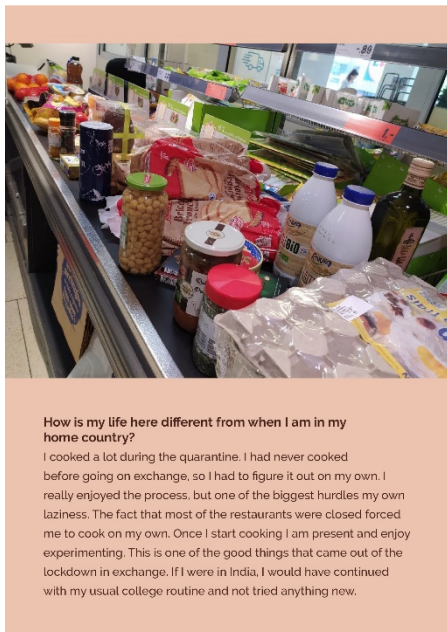 -.89
BIO
How is my life here different from when I am in my
home country?
I cooked a lot during the quarantine. I had never cooked
before going on exchange, so I had to figure it out on my own. I
really enjoyed the process, but one of the biggest hurdles my own
laziness. The fact that most of the restaurants were closed forced
me to cook on my own. Once I start cooking I am present and enjoy
experimenting. This is one of the good things that came out of the
lockdown in exchange. If I were in India, I would have continued
with my usual college routine and not tried anything new.